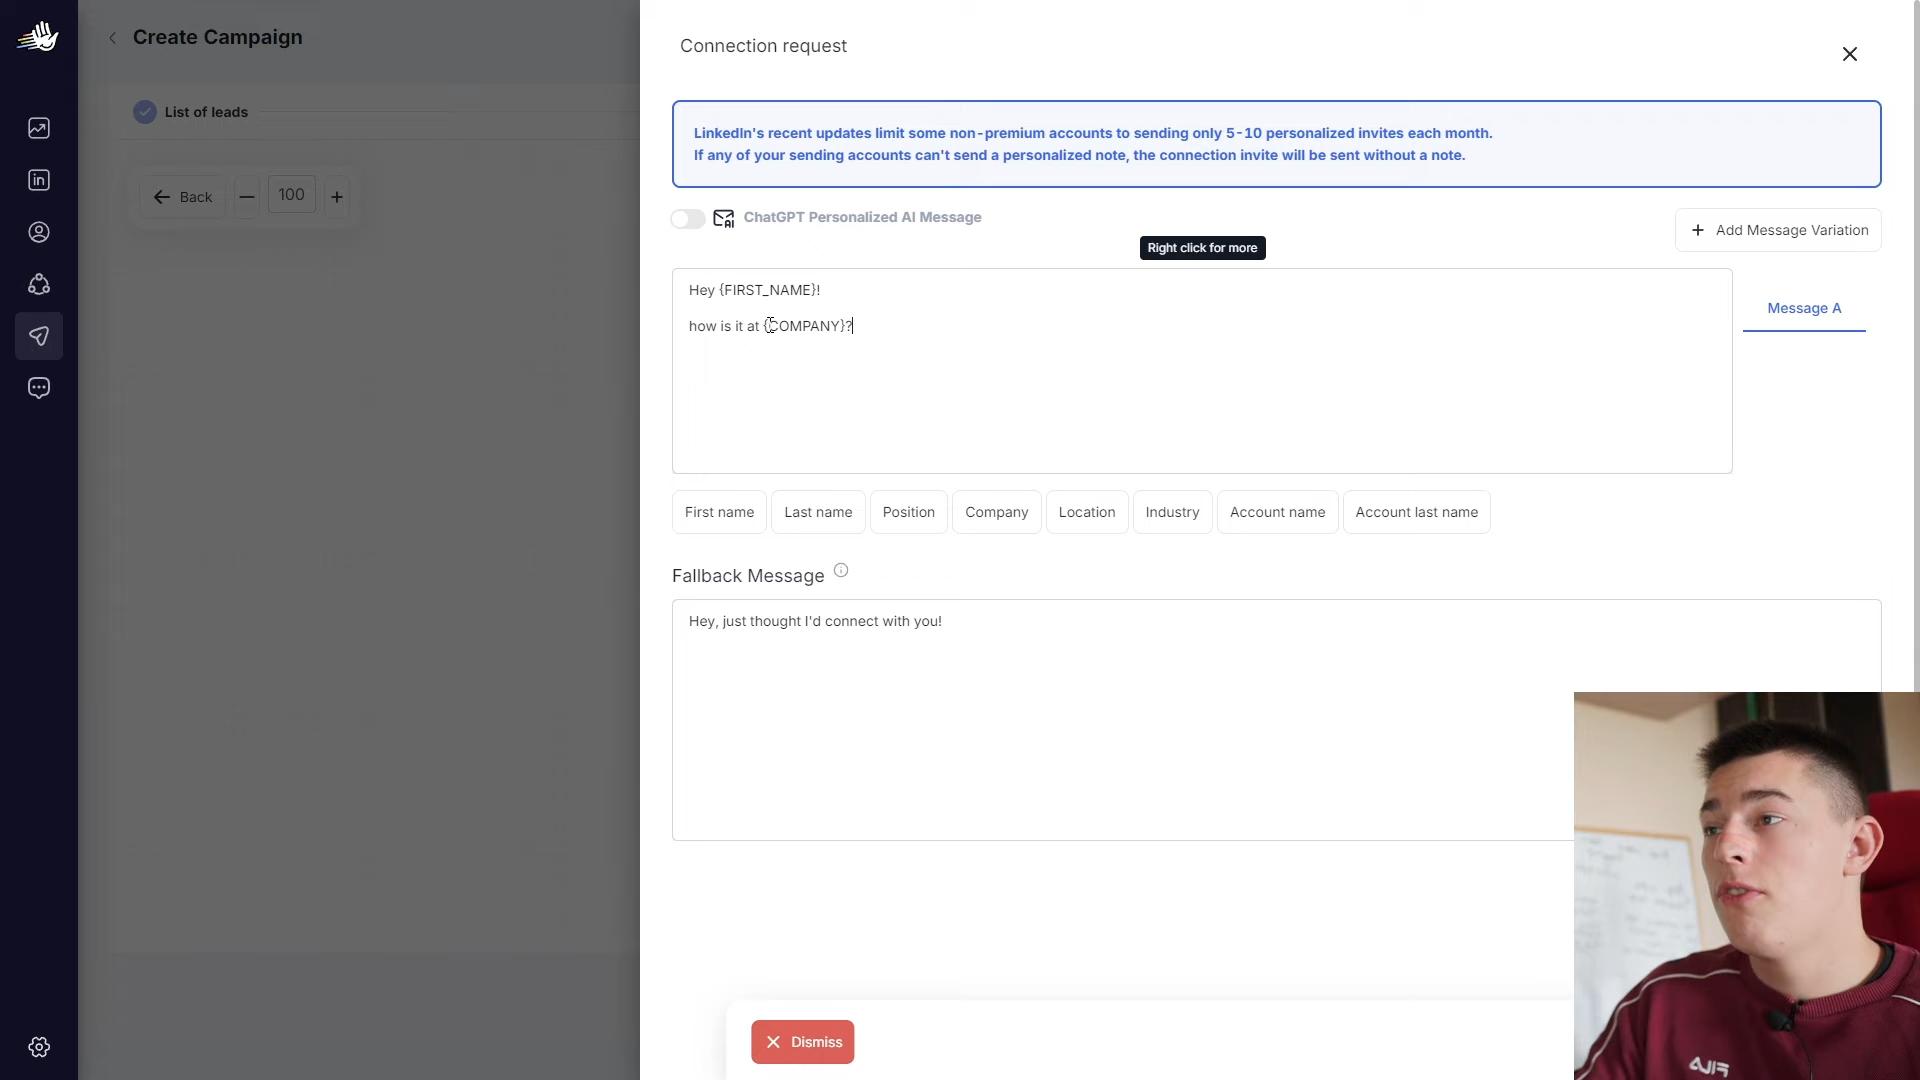 Create Campaign
List of leads
Back
100
Connection request
LinkedIn's recent updates limit some non-premium accounts to sending only 5-10 personalized invites each month.
If any of your sending accounts can't send a personalized note, the connection invite will be sent without a note.
ChatGPT Personalized AI Message
Right click for more
Add Message Variation
Hey {FIRST_NAME}!
how is it at {COMPANY}?
Message A
First name
Last name
Position
Company
Location
Industry
Account name
Account last name
Fallback Message
Hey, just thought I'd connect with you!
Dismiss
FILA